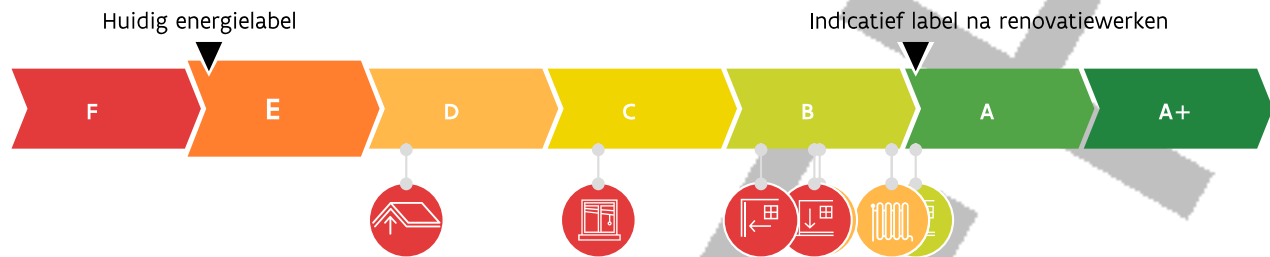 Huidig energielabel
Indicatief label na renovatiewerken
F E D C B A A+